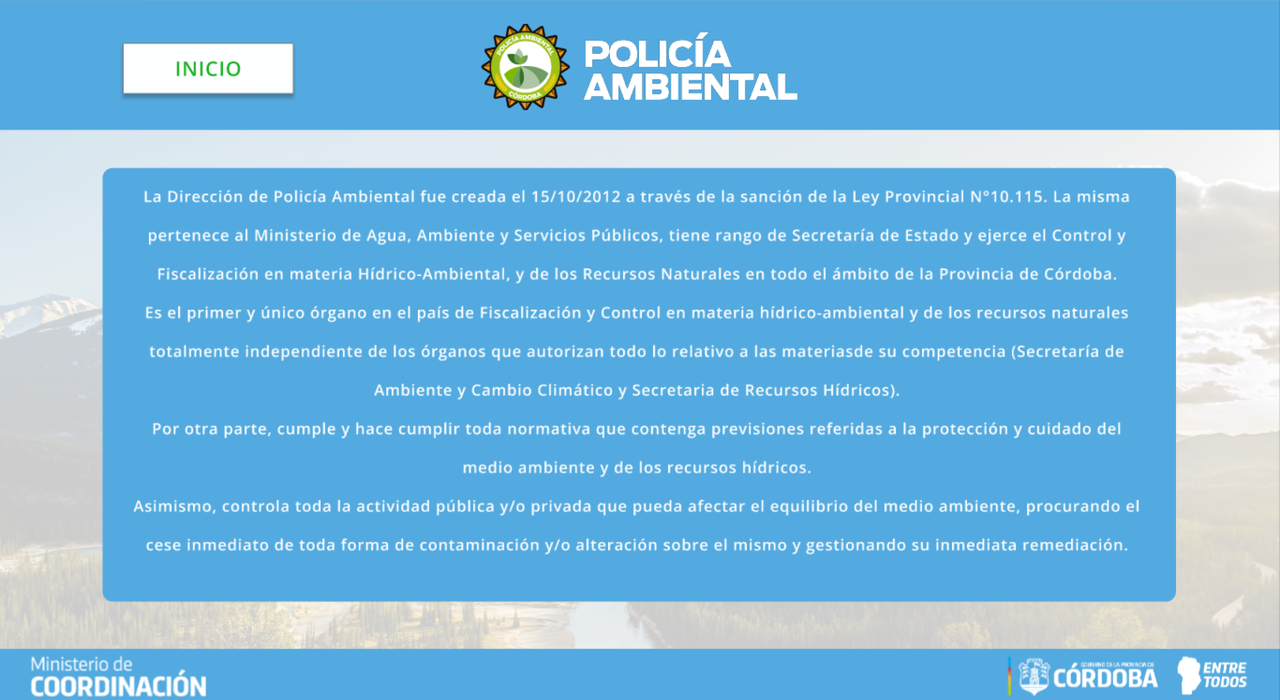 INICIO
POLICÍA AMBIENTAL
CÓRDOBA
POLICÍA
AMBIENTAL
La Dirección de Policía Ambiental fue creada el 15/10/2012 a través de la sanción de la Ley Provincial N°10.115. La misma
pertenece al Ministerio de Agua, Ambiente y Servicios Públicos, tiene rango de Secretaría de Estado y ejerce el Control y
Fiscalización en materia Hídrico-Ambiental, y de los Recursos Naturales en todo el ámbito de la Provincia de Córdoba.
Es el primer y único órgano en el país de Fiscalización y Control en materia hídrico-ambiental y de los recursos naturales
totalmente independiente de los órganos que autorizan todo lo relativo a las materiasde su competencia (Secretaría de
Ambiente y Cambio Climático y Secretaria de Recursos Hídricos).
Por otra parte, cumple y hace cumplir toda normativa que contenga previsiones referidas a la protección y cuidado del
medio ambiente y de los recursos hídricos.
Asimismo, controla toda la actividad pública y/o privada que pueda afectar el equilibrio del medio ambiente, procurando el
cese inmediato de toda forma de contaminación y/o alteración sobre el mismo y gestionando su inmediata remediación.
Ministerio de
COORDINACIÓN
GOBIERNO DE LA PROVINCIA DE
CÓRDOBA
ENTRE
TODOS